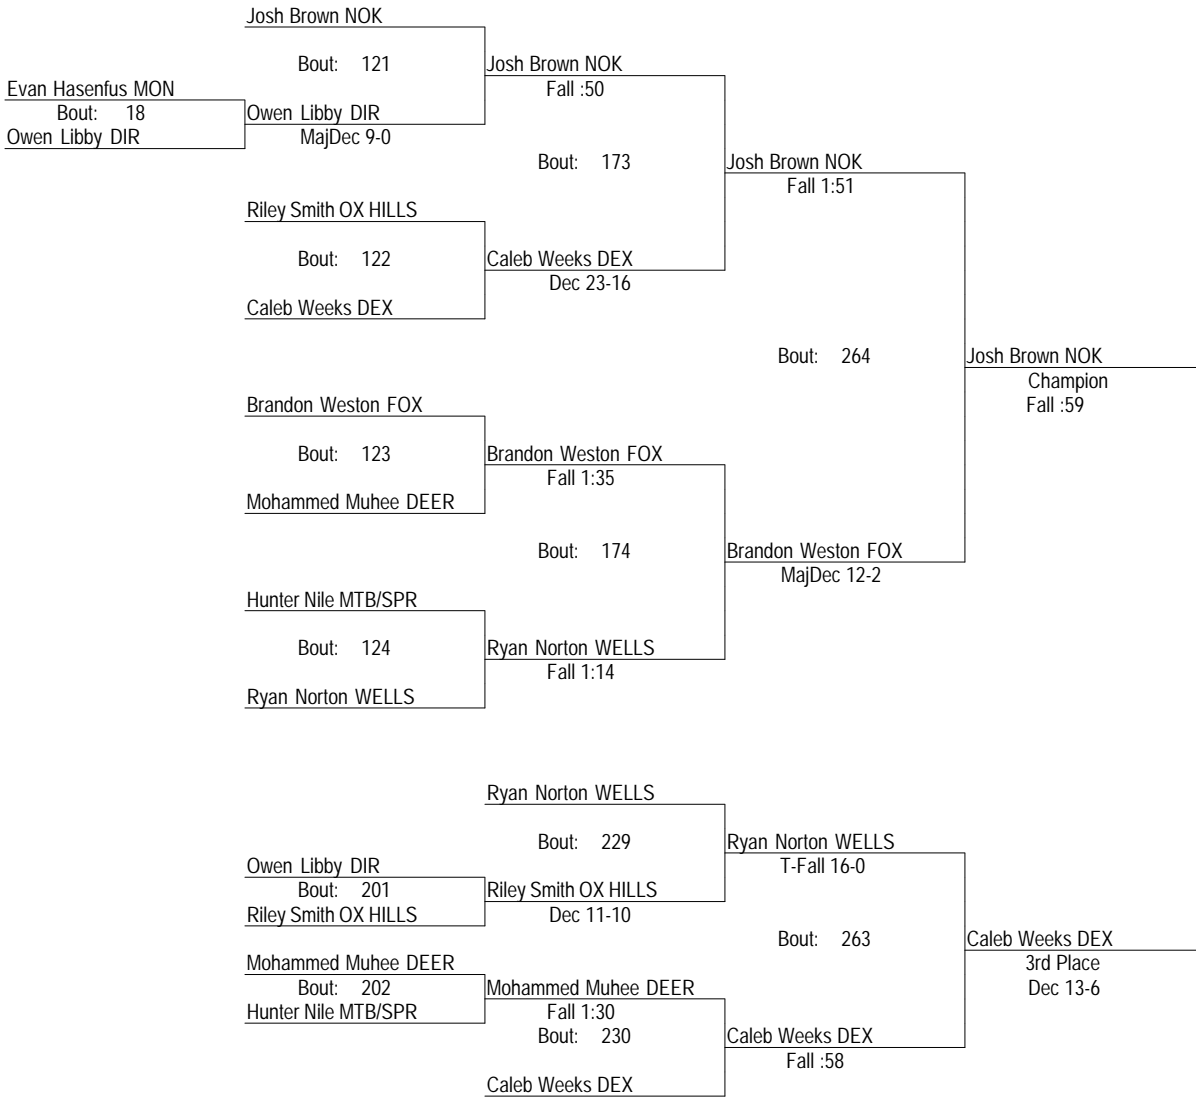 Josh Brown NOK
Bout: 121
Josh Brown NOK
Fall :50
Evan Hasenfus MON
Bout: 18
Owen Libby DIR
Owen Libby DIR
MajDec 9-0
Bout: 173
Josh Brown NOK
Fall 1:51
Riley Smith OX HILLS
Bout: 122
Caleb Weeks DEX
Dec 23-16
Caleb Weeks DEX
Bout: 264
Josh Brown NOK
Champion
Fall :59
Brandon Weston FOX
Bout: 123
Brandon Weston FOX
Fall 1:35
Mohammed Muhee DEER
Bout: 174
Brandon Weston FOX
MajDec 12-2
Hunter Nile MTB/SPR
Bout: 124
Ryan Norton WELLS
Fall 1:14
Ryan Norton WELLS
Ryan Norton WELLS
Bout: 229
Ryan Norton WELLS
T-Fall 16-0
Owen Libby DIR
Bout: 201
Riley Smith OX HILLS
Riley Smith OX HILLS
Dec 11-10
Bout: 263
Caleb Weeks DEX
3rd Place
Dec 13-6
Mohammed Muhee DEER
Bout: 202
Hunter Nile MTB/SPR
Mohammed Muhee DEER
Fall 1:30
Bout: 230
Caleb Weeks DEX
Fall :58
Caleb Weeks DEX